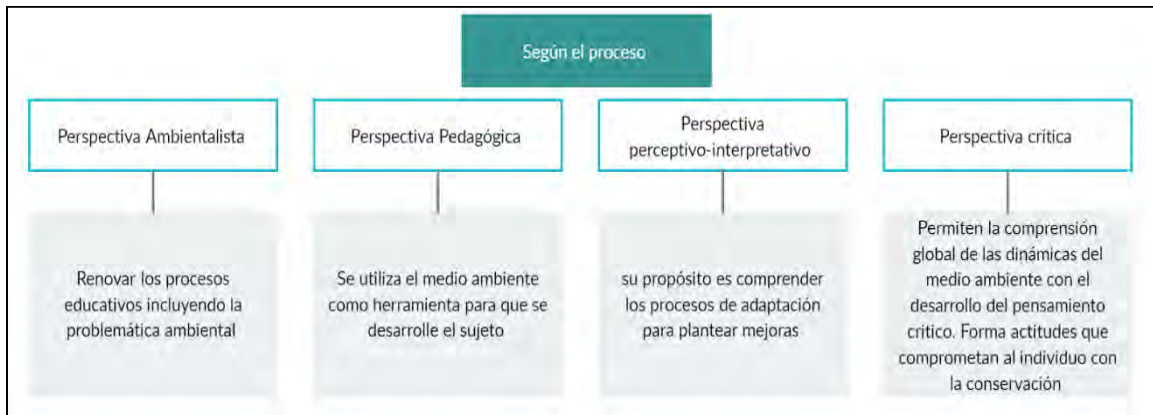 Según el proceso
Perspectiva Ambientalista
Perspectiva Pedagógica
Perspectiva
perceptivo-interpretativo
Perspectiva critica
Renovar los procesos
educativos incluyendo la
problemática ambiental
Se utiliza el medio ambiente
como herramienta para que se
desarrolle el sujeto
su propósito es comprender
los procesos de adaptación
para plantear mejoras
Permiten la comprensión
global de las dinámicas del
medio ambiente con el
desarrollo del pensamiento
critico. Forma actitudes que
comprometan al individuo con
la conservación